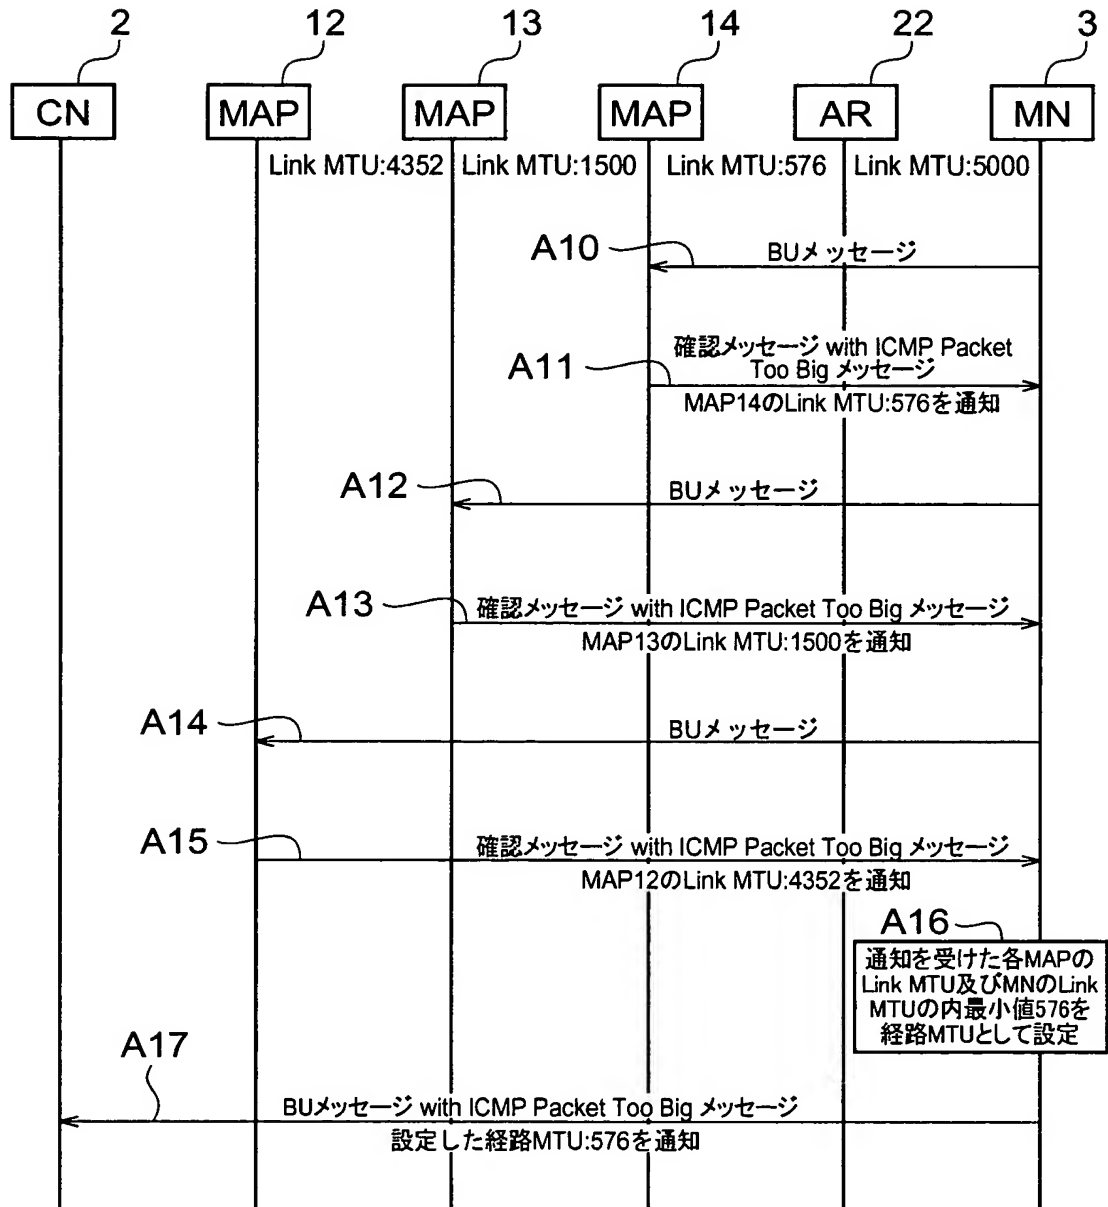 2 12 13 14 22 3
CN MAP MAP MAP AR MN
Link MTU:4352 Link MTU:1500 Link MTU:576 Link MTU:5000
A10
BUメッセージ
A11
確認メッセージ with ICMP Packet
Too Big メッセージ
MAP14のLink MTU:576を通知
A12
BUメッセージ
A13
確認メッセージ with ICMP Packet Too Big メッセージ
MAP13のLink MTU:1500を通知
A14
BUメッセージ
A15
確認メッセージ with ICMP Packet Too Big メッセージ
MAP12のLink MTU:4352を通知
A16
通知を受けた各MAPの
Link MTU及びMNのLink
MTUの内最小値576を
経路MTUとして設定
A17
BUメッセージ with ICMP Packet Too Big メッセージ
設定した経路MTU:576を通知